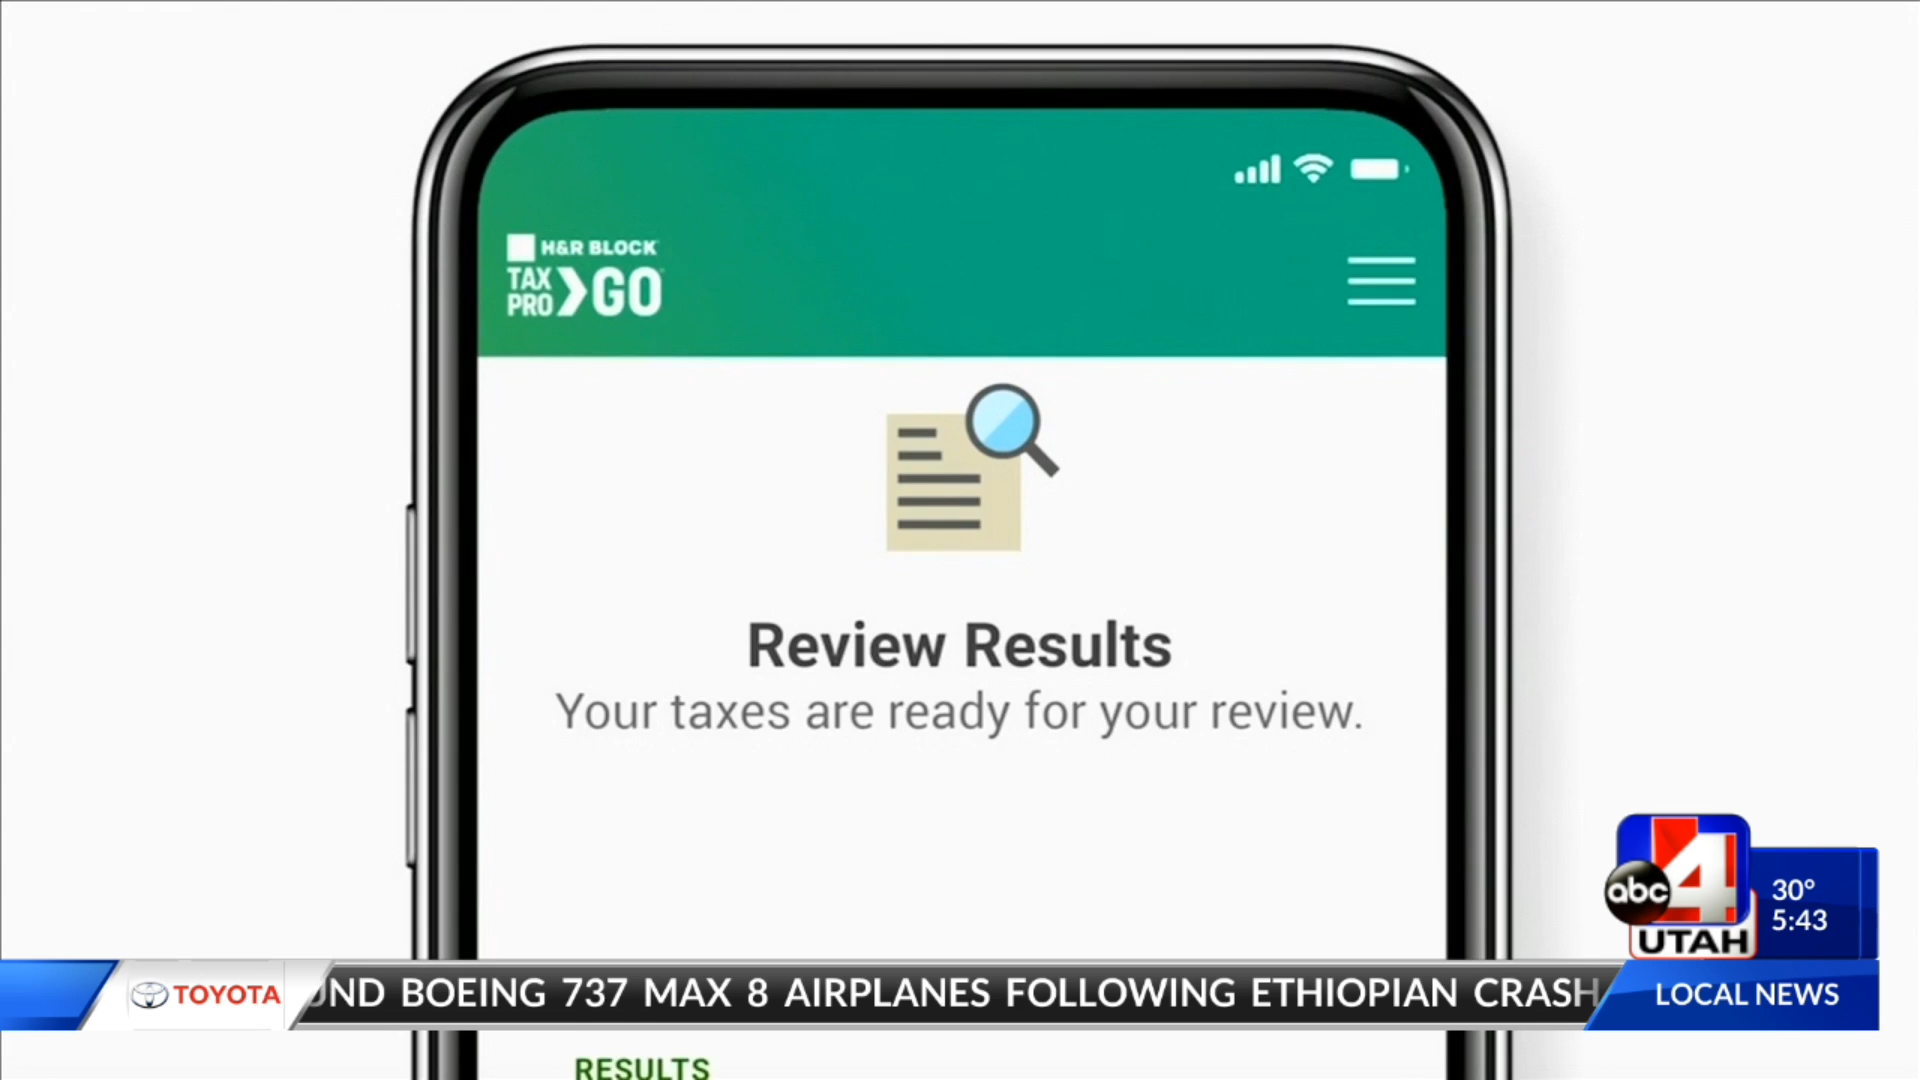 H&R BLOCK
TAX
PRO
GO
Review Results
Your taxes are ready for your review.
abc
4
UTAH
30°
5:43
TOYOTA
BOEING 737 MAX 8 AIRPLANES FOLLOWING ETHIOPIAN CRASH
LOCAL NEWS
RESULTS